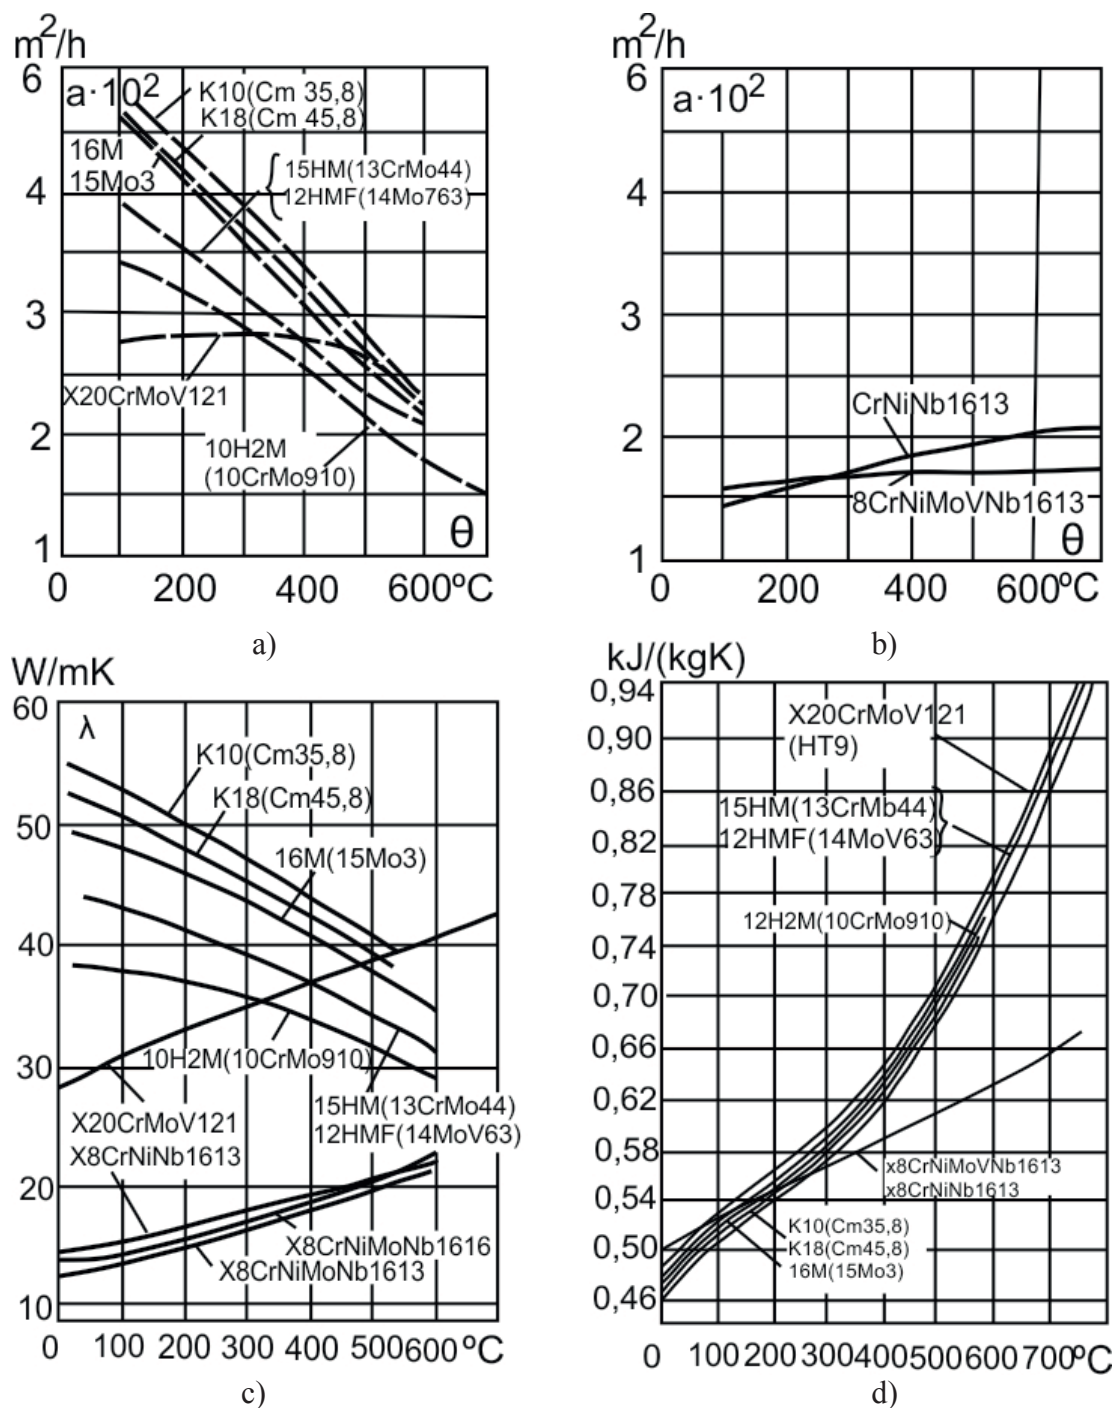 m²/h
6
a·10²
K10(Cm 35,8)
K18(Cm 45,8)
16M
15Mo3
15HM(13CrMo44)
12HMF(14Mo763)
4
3
X20CrMoV121
2
10H2M
(10CrMo910)
θ
1
0 200 400 600ºC
a)
m²/h
6
a·10²
4
3
CrNiNb1613
2
8CrNiMoVNb1613
θ
1
0 200 400 600ºC
b)
W/mK
60
λ
K10(Cm35,8)
K18(Cm45,8)
50
16M(15Mo3)
40
10H2M(10CrMo910)
30
15HM(13CrMo44)
12HMF(14MoV63)
X20CrMoV121
X8CrNiNb1613
20
X8CrNiMoNb1616
X8CrNiMoNb1613
10
0 100 200 300 400 500 600 ºC
c)
kJ/(kgK)
0,94
X20CrMoV121
(HT9)
0,90
0,86
15HM(13CrMb44)
12HMF(14MoV63)
0,82
0,78
12H2M(10CrMo910)
0,74
0,70
0,66
0,62
0,58
x8CrNiMoVNb1613
x8CrNiNb1613
0,54
K10(Cm35,8)
K18(Cm45,8)
16M(15Mo3)
0,50
0,46
0 100 200 300 400 500 600 700ºC
d)